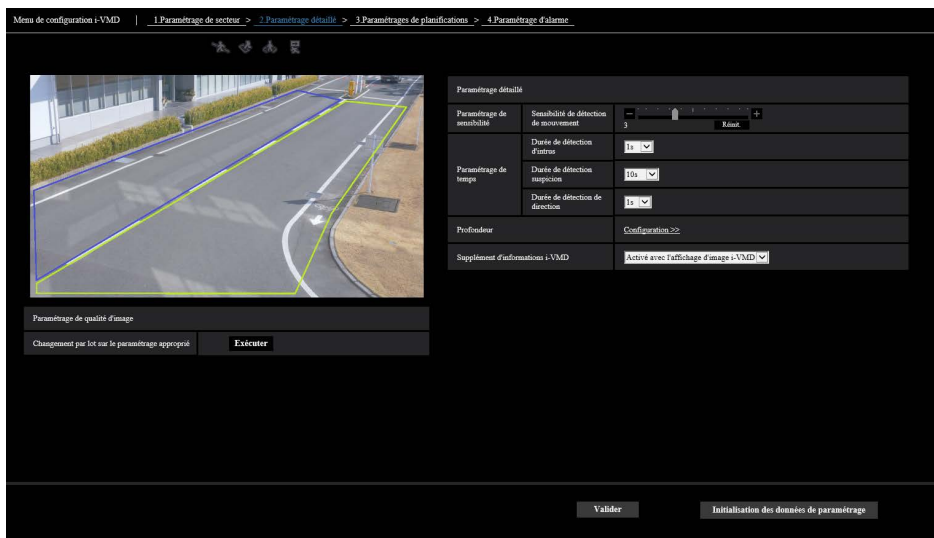 Menu de configuration i-VMD | 1.Paramétrage de secteur > 2.Paramétrage détaillé > 3.Paramétrages de planifications > 4.Paramétrage d'alarme
Paramétrage détaillé
Paramétrage de sensibilité
Sensibilité de détection de mouvement
3
Réinit.
Paramétrage de temps
Durée de détection d'intrus
1s
Durée de détection suspicion
10s
Durée de détection de direction
1s
Profondeur
Configuration >>
Supplément d'informations i-VMD
Activé avec l'affichage d'image i-VMD
Paramétrage de qualité d'image
Changement par lot sur le paramétrage approprié
Exécuter
Valider
Initialisation des données de paramétrage